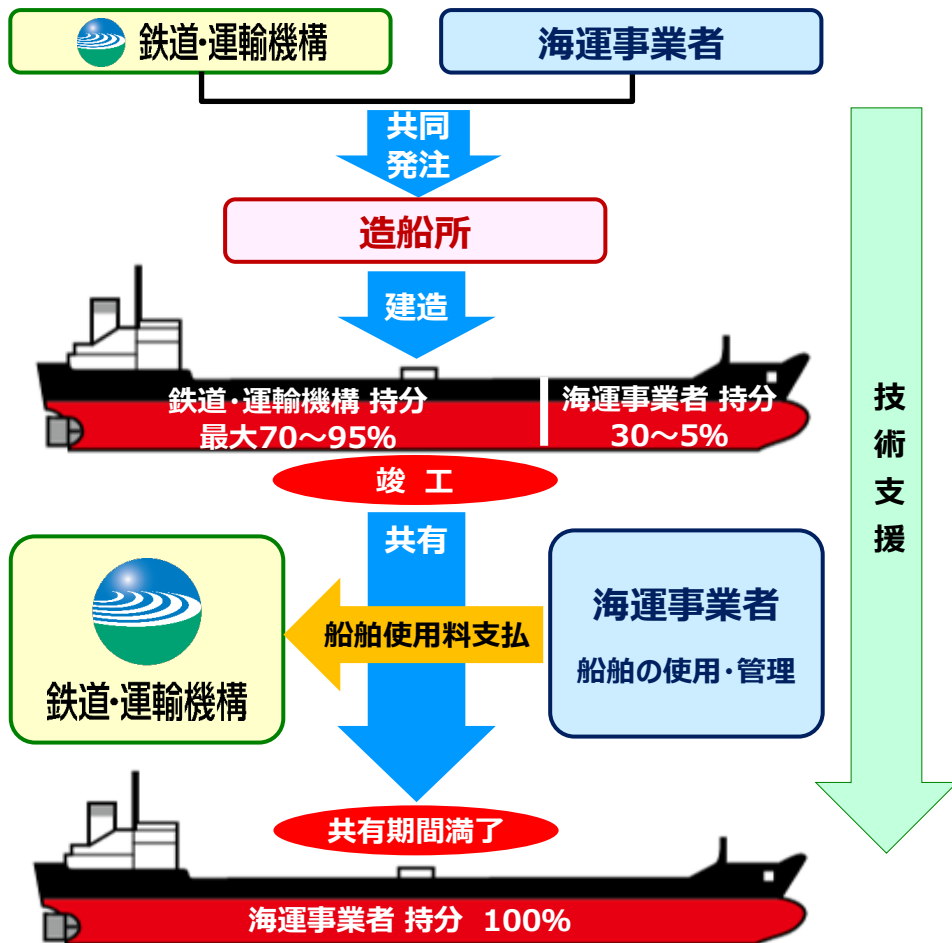 鉄道・運輸機構
海運事業者
共同
発注
造船所
建造
鉄道・運輸機構 持分
最大70～95%
海運事業者 持分
30～5%
竣 工
共有
鉄道・運輸機構
船舶使用料支払
海運事業者
船舶の使用・管理
共有期間満了
海運事業者 持分 100%
技術支援